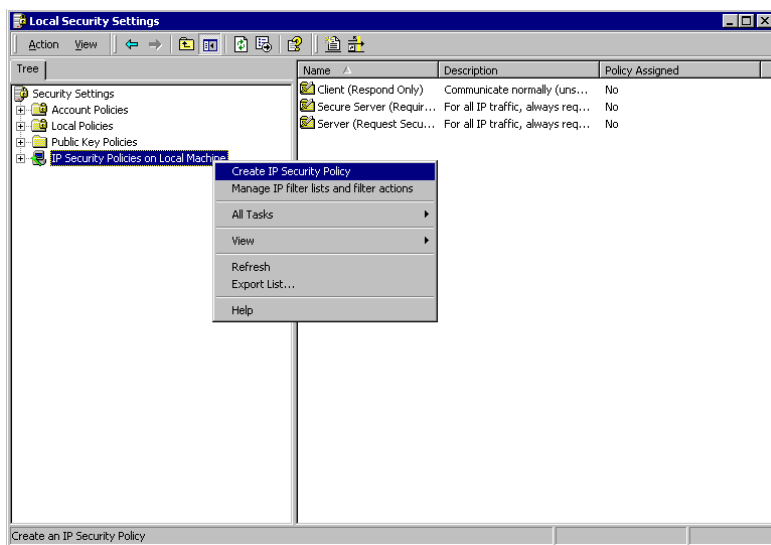 Local Security Settings
Action View
Tree
Name Description Policy Assigned
Security Settings
Account Policies
Local Policies
Public Key Policies
IP Security Policies on Local Machine
Client (Respond Only) Communicate normally (uns... No
Secure Server (Requir... For all IP traffic, always req... No
Server (Request Secu... For all IP traffic, always req... No
Create IP Security Policy
Manage IP filter lists and filter actions
All Tasks
View
Refresh
Export List...
Help
Create an IP Security Policy